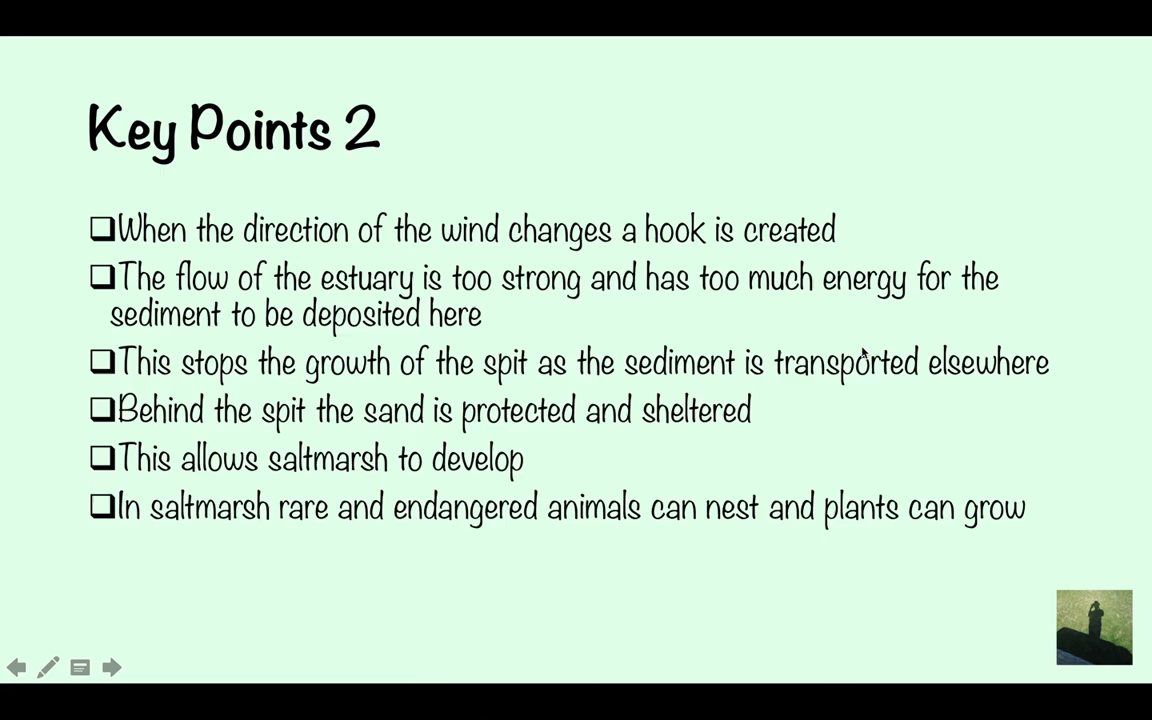 Key Points 2
❑When the direction of the wind changes a hook is created
❑The flow of the estuary is too strong and has too much energy for the
sediment to be deposited here
❑This stops the growth of the spit as the sediment is transported elsewhere
❑Behind the spit the sand is protected and sheltered
❑This allows saltmarsh to develop
❑In saltmarsh rare and endangered animals can nest and plants can grow